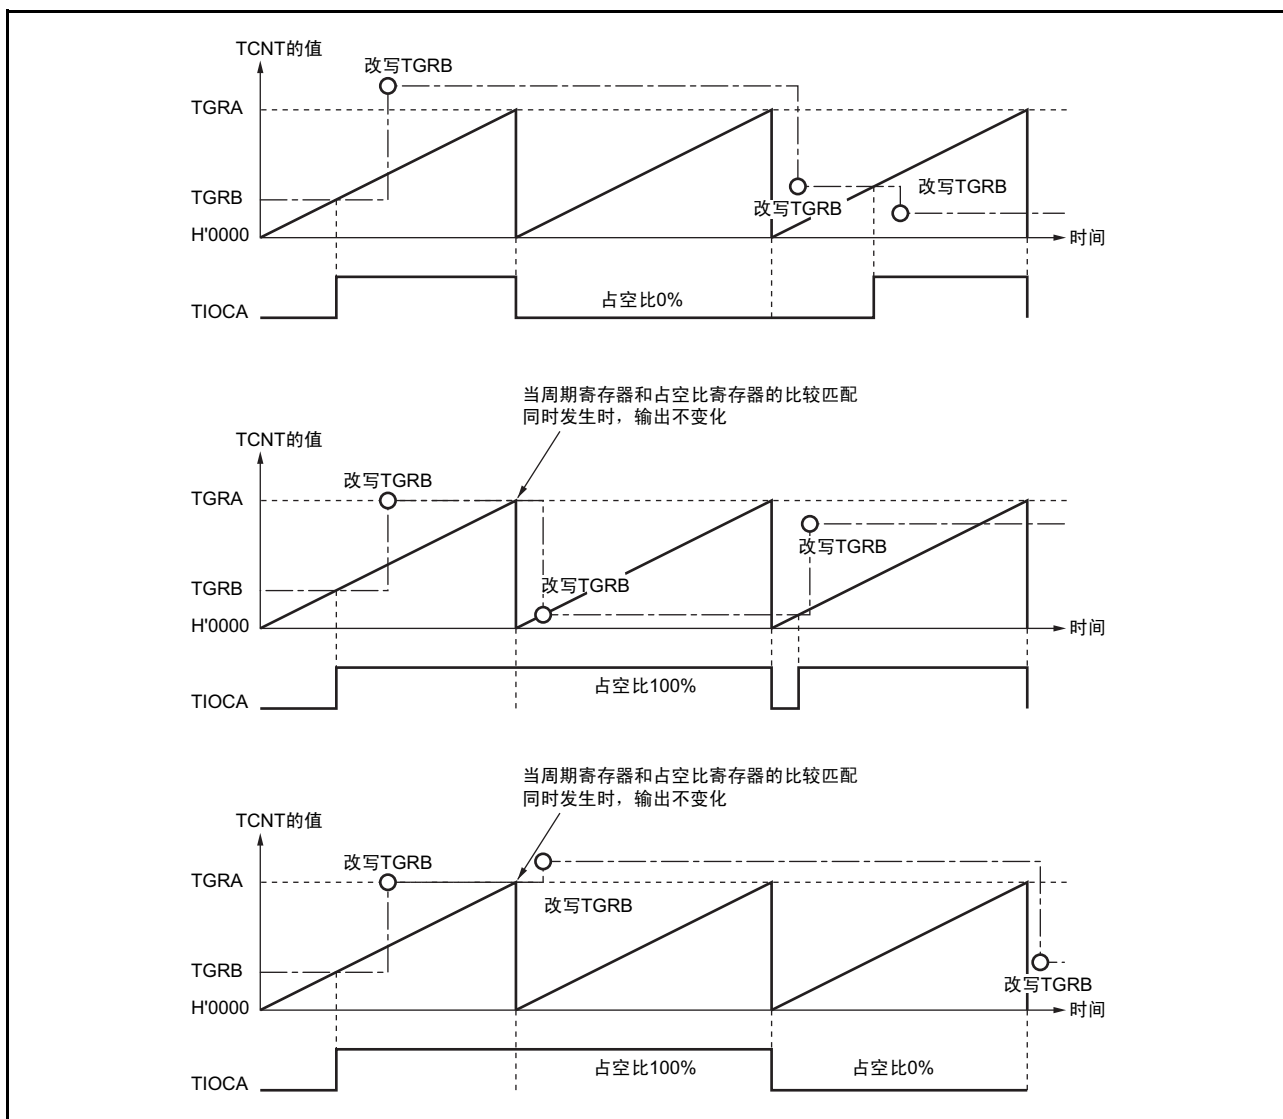 TCNT的值
改写TGRB
TGRA
TGRB
改写TGRB
改写TGRB
H'0000
时间
占空比0%
TIOCA
当周期寄存器和占空比寄存器的比较匹配
同时发生时，输出不变化
TCNT的值
改写TGRB
TGRA
改写TGRB
TGRB
改写TGRB
H'0000
时间
占空比100%
TIOCA
当周期寄存器和占空比寄存器的比较匹配
同时发生时，输出不变化
TCNT的值
改写TGRB
TGRA
改写TGRB
TGRB
改写TGRB
H'0000
时间
占空比100%
占空比0%
TIOCA